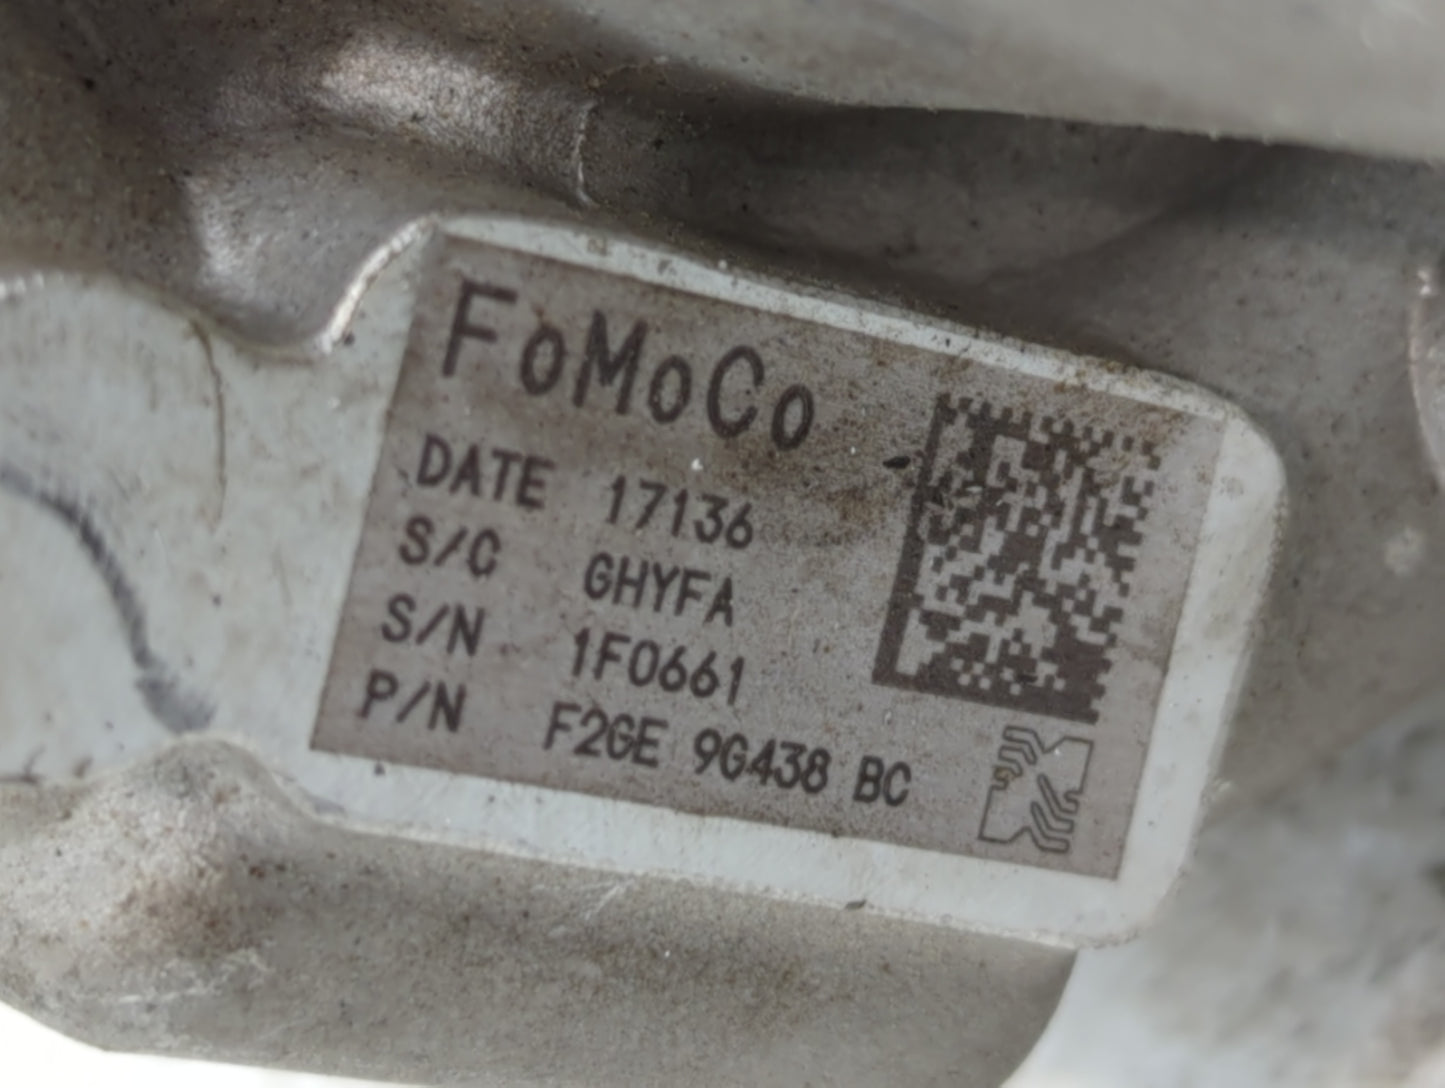 FoMoCo
DATE 17136
S/C GHYFA
S/N 1F0661
P/N F2GE 9G438 BC